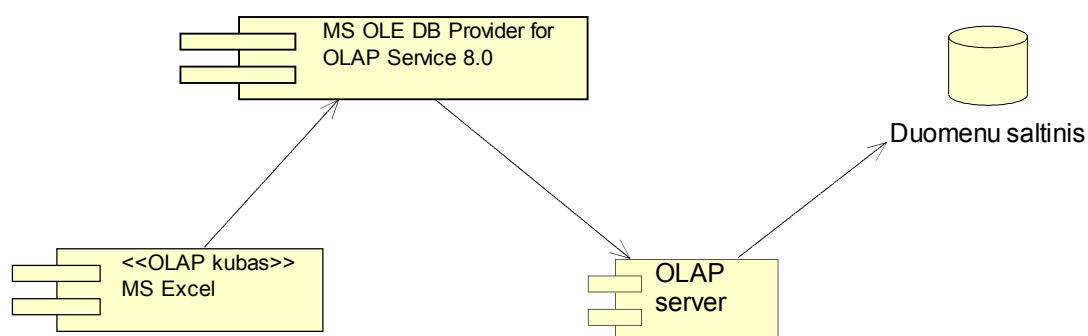 MS OLE DB Provider for
OLAP Service 8.0
Duomenu saltinis
<<OLAP kubas>>
MS Excel
OLAP
server